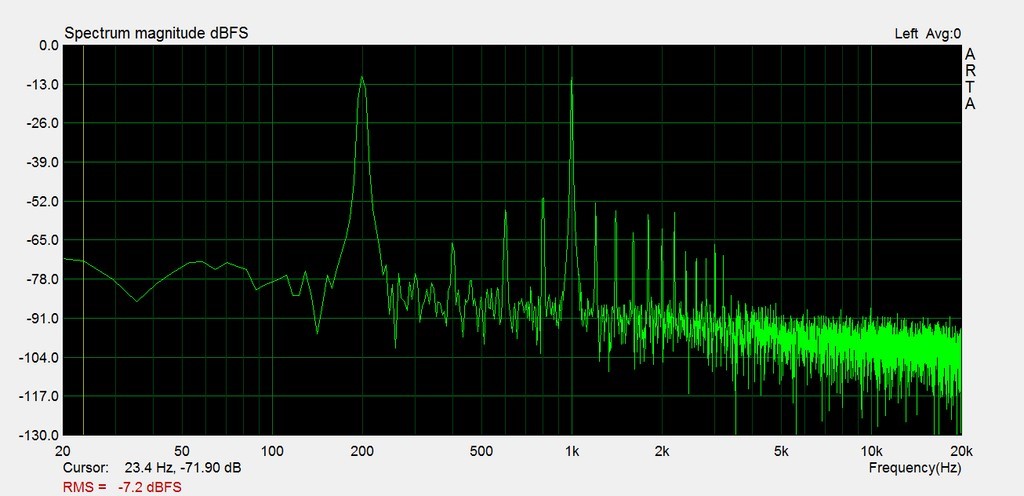 Spectrum magnitude dBFS
Left Avg:0
A
R
T
A
0.0
-13.0
-26.0
-39.0
-52.0
-65.0
-78.0
-91.0
-104.0
-117.0
-130.0
20 50 100 200 500 1k 2k 5k 10k 20k
Cursor: 23.4 Hz, -71.90 dB
Frequency(Hz)
RMS = -7.2 dBFS